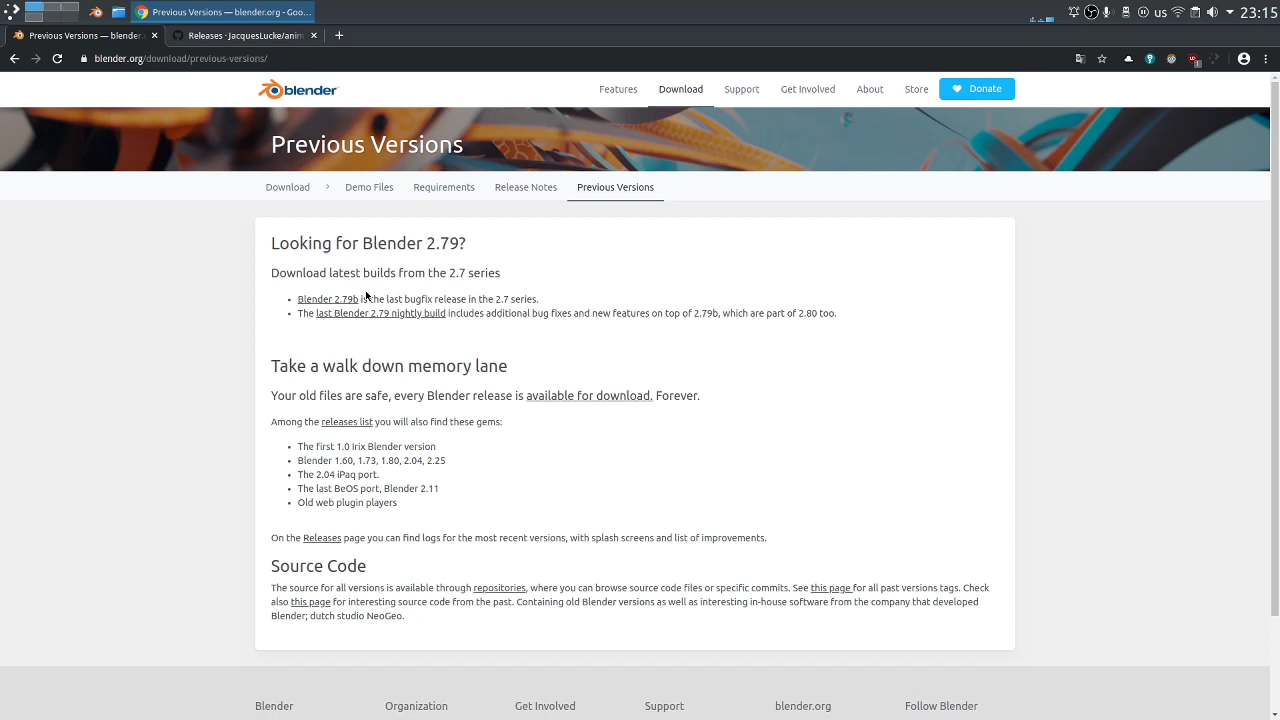 Previous Versions — blender.org - Goo...
us
23:15
Previous Versions — blender.
Releases · JacquesLucke/anim
blender.org/download/previous-versions/
blender
Features
Download
Support
Get Involved
About
Store
Donate
Previous Versions
Download
Demo Files
Requirements
Release Notes
Previous Versions
Looking for Blender 2.79?
Download latest builds from the 2.7 series
Blender 2.79b is the last bugfix release in the 2.7 series.
The last Blender 2.79 nightly build includes additional bug fixes and new features on top of 2.79b, which are part of 2.80 too.
Take a walk down memory lane
Your old files are safe, every Blender release is available for download. Forever.
Among the releases list you will also find these gems:
The first 1.0 Irix Blender version
Blender 1.60, 1.73, 1.80, 2.04, 2.25
The 2.04 iPaq port.
The last BeOS port, Blender 2.11
Old web plugin players
On the Releases page you can find logs for the most recent versions, with splash screens and list of improvements.
Source Code
The source for all versions is available through repositories, where you can browse source code files or specific commits. See this page for all past versions tags. Check
also this page for interesting source code from the past. Containing old Blender versions as well as interesting in-house software from the company that developed
Blender; dutch studio NeoGeo.
Blender
Organization
Get Involved
Support
blender.org
Follow Blender